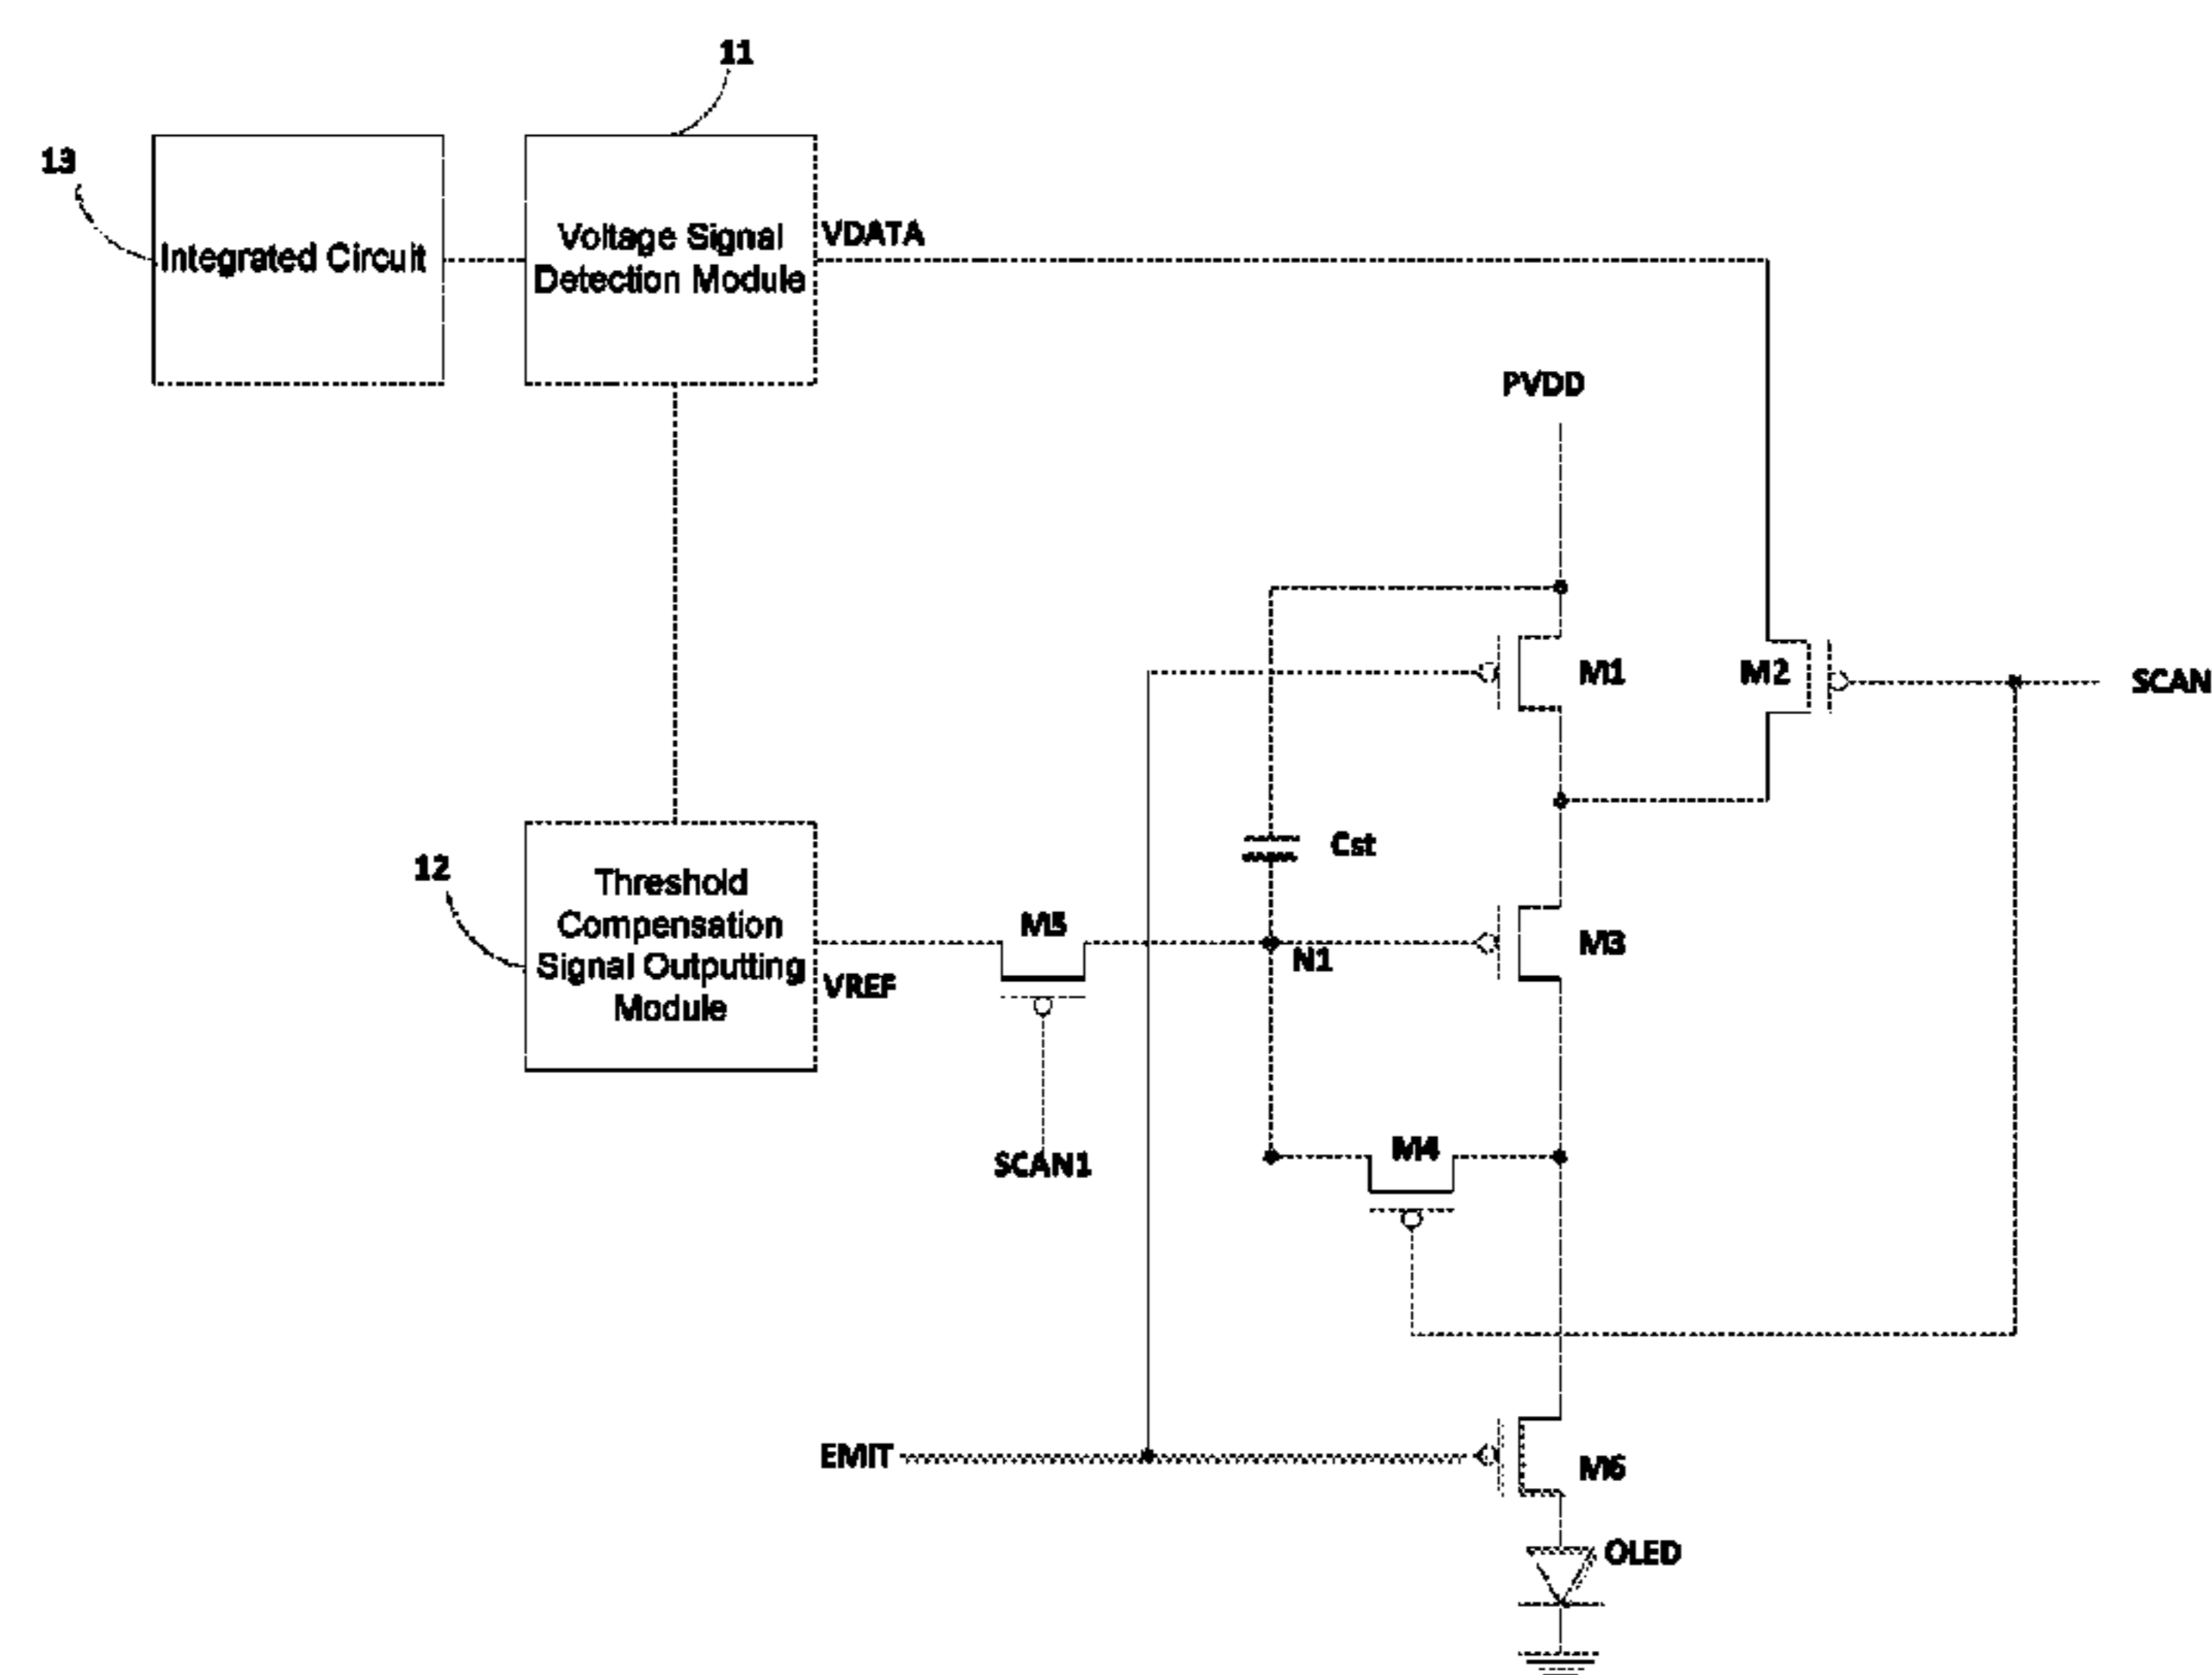 11
13
Integrated Circuit
Voltage Signal
Detection Module
VDATA
PVDD
M1
M2
SCAN
Cst
12
Threshold
Compensation
Signal Outputting
Module
VREF
M5
N1
M3
SCAN1
M4
EMIT
M6
OLED